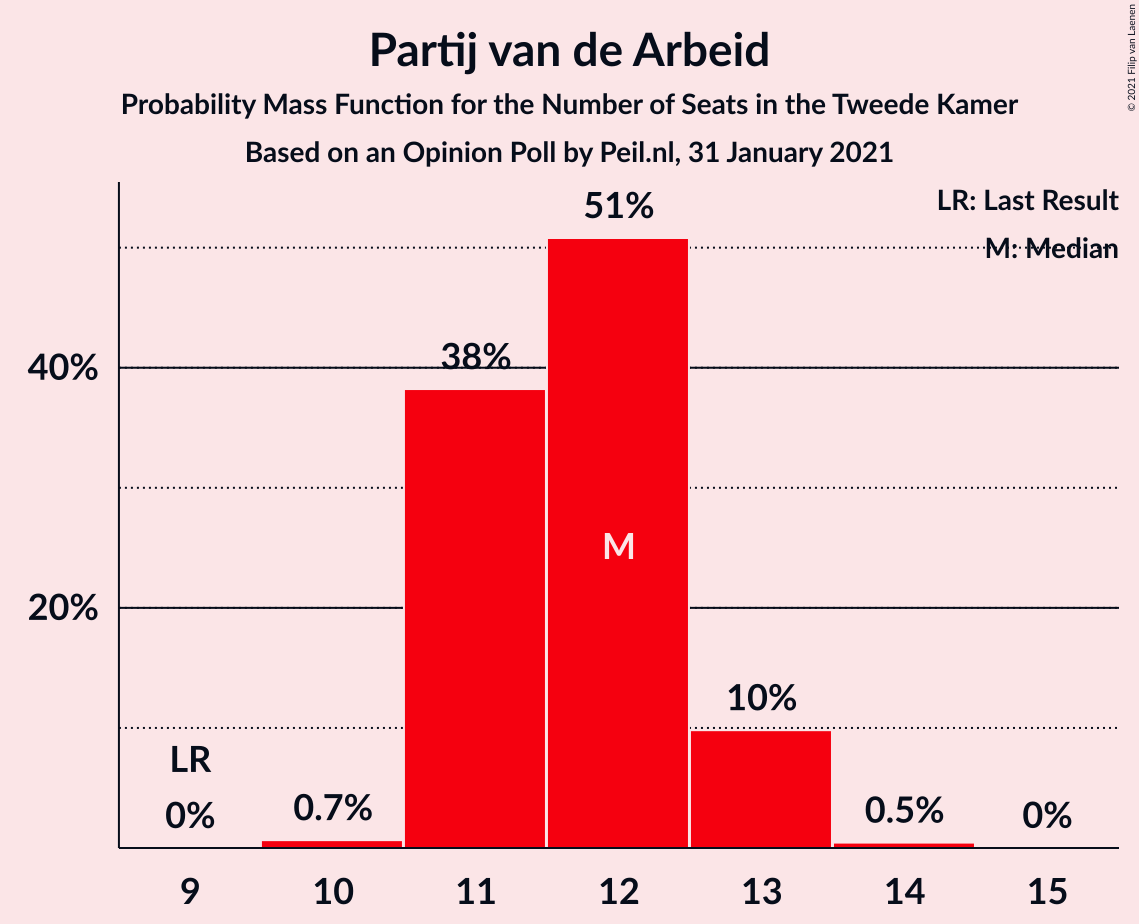 Partij van de Arbeid
Probability Mass Function for the Number of Seats in the Tweede Kamer
Based on an Opinion Poll by Peil.nl, 31 January 2021
© 2021 Filip van Laenen
LR: Last Result
M: Median
51%
38%
40%
M
20%
10%
LR
0%
0.7%
0.5%
0%
9 10 11 12 13 14 15